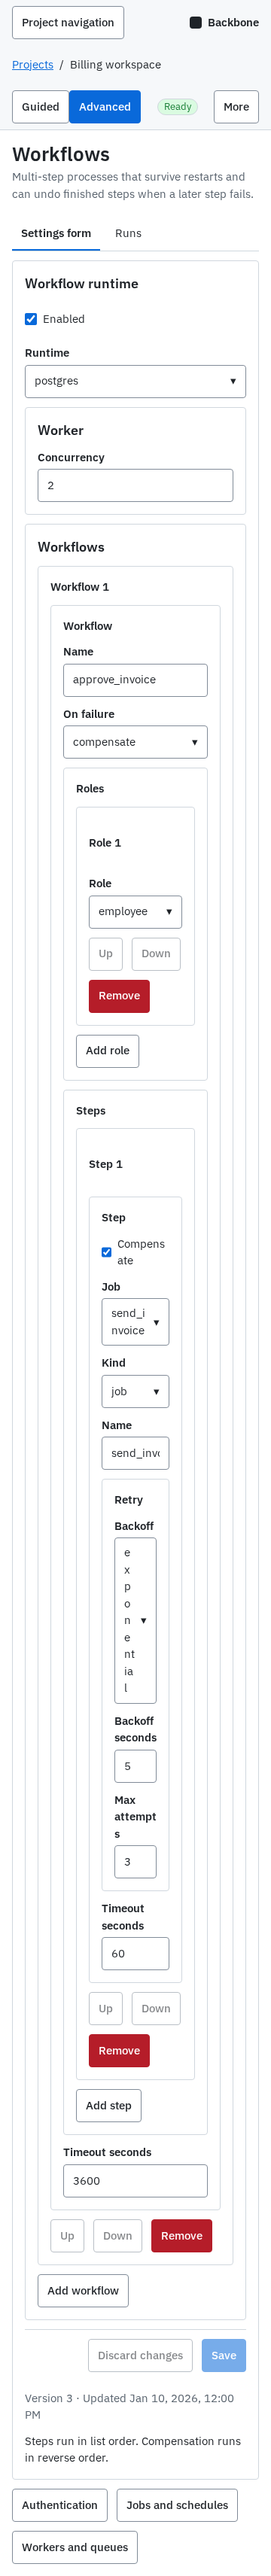 Project navigation
Backbone
Projects / Billing workspace
Guided
Advanced
Ready
More
Workflows
Multi-step processes that survive restarts and
can undo finished steps when a later step fails.
Settings form
Runs
Workflow runtime
Enabled
Runtime
postgres
Worker
Concurrency
2
Workflows
Workflow 1
Workflow
Name
approve_invoice
On failure
compensate
Roles
Role 1
Role
employee
Up
Down
Remove
Add role
Steps
Step 1
Step
Compens
ate
Job
send_i
nvoice
Kind
job
Name
send_invo
Retry
Backoff
e
x
p
o
n
e
nt
ia
l
Backoff
seconds
5
Max
attempt
s
3
Timeout
seconds
60
Up
Down
Remove
Add step
Timeout seconds
3600
Up
Down
Remove
Add workflow
Discard changes
Save
Version 3 · Updated Jan 10, 2026, 12:00
PM
Steps run in list order. Compensation runs
in reverse order.
Authentication
Jobs and schedules
Workers and queues